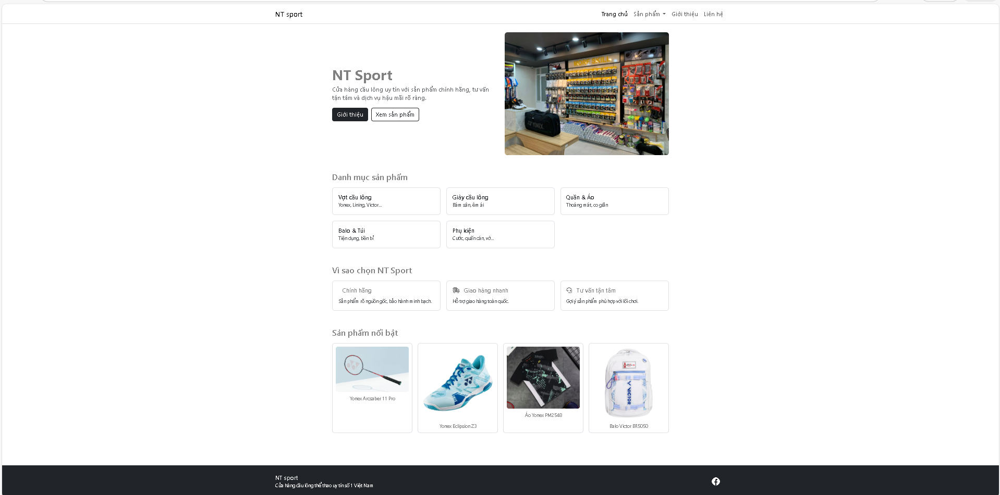 NT sport
Trang chủ Sản phẩm Giới thiệu Liên hệ
NT Sport
Cửa hàng cầu lông uy tín với sản phẩm chính hãng, tư vấn
tận tâm và dịch vụ hậu mãi rõ ràng.
Giới thiệu Xem sản phẩm
MORE SKILL
YONEX
Danh mục sản phẩm
Vợt cầu lông
Yonex, Lining, Victor...
Giày cầu lông
Bám sân, êm ái
Quần & Áo
Thoáng mát, co giãn
Balo & Túi
Tiện dụng, bền bỉ
Phụ kiện
Cước, quấn cán, vớ...
Vì sao chọn NT Sport
Chính hãng
Sản phẩm rõ nguồn gốc, bảo hành minh bạch.
Giao hàng nhanh
Hỗ trợ giao hàng toàn quốc.
Tư vấn tận tâm
Gợi ý sản phẩm phù hợp với lối chơi.
Sản phẩm nổi bật
Yonex Arcsaber 11 Pro
Yonex Eclipsion Z3
Áo Yonex PM2548
VICTOR
Balo Victor BR5050
NT sport
Cửa hàng cầu lông thể thao uy tín số 1 Việt Nam